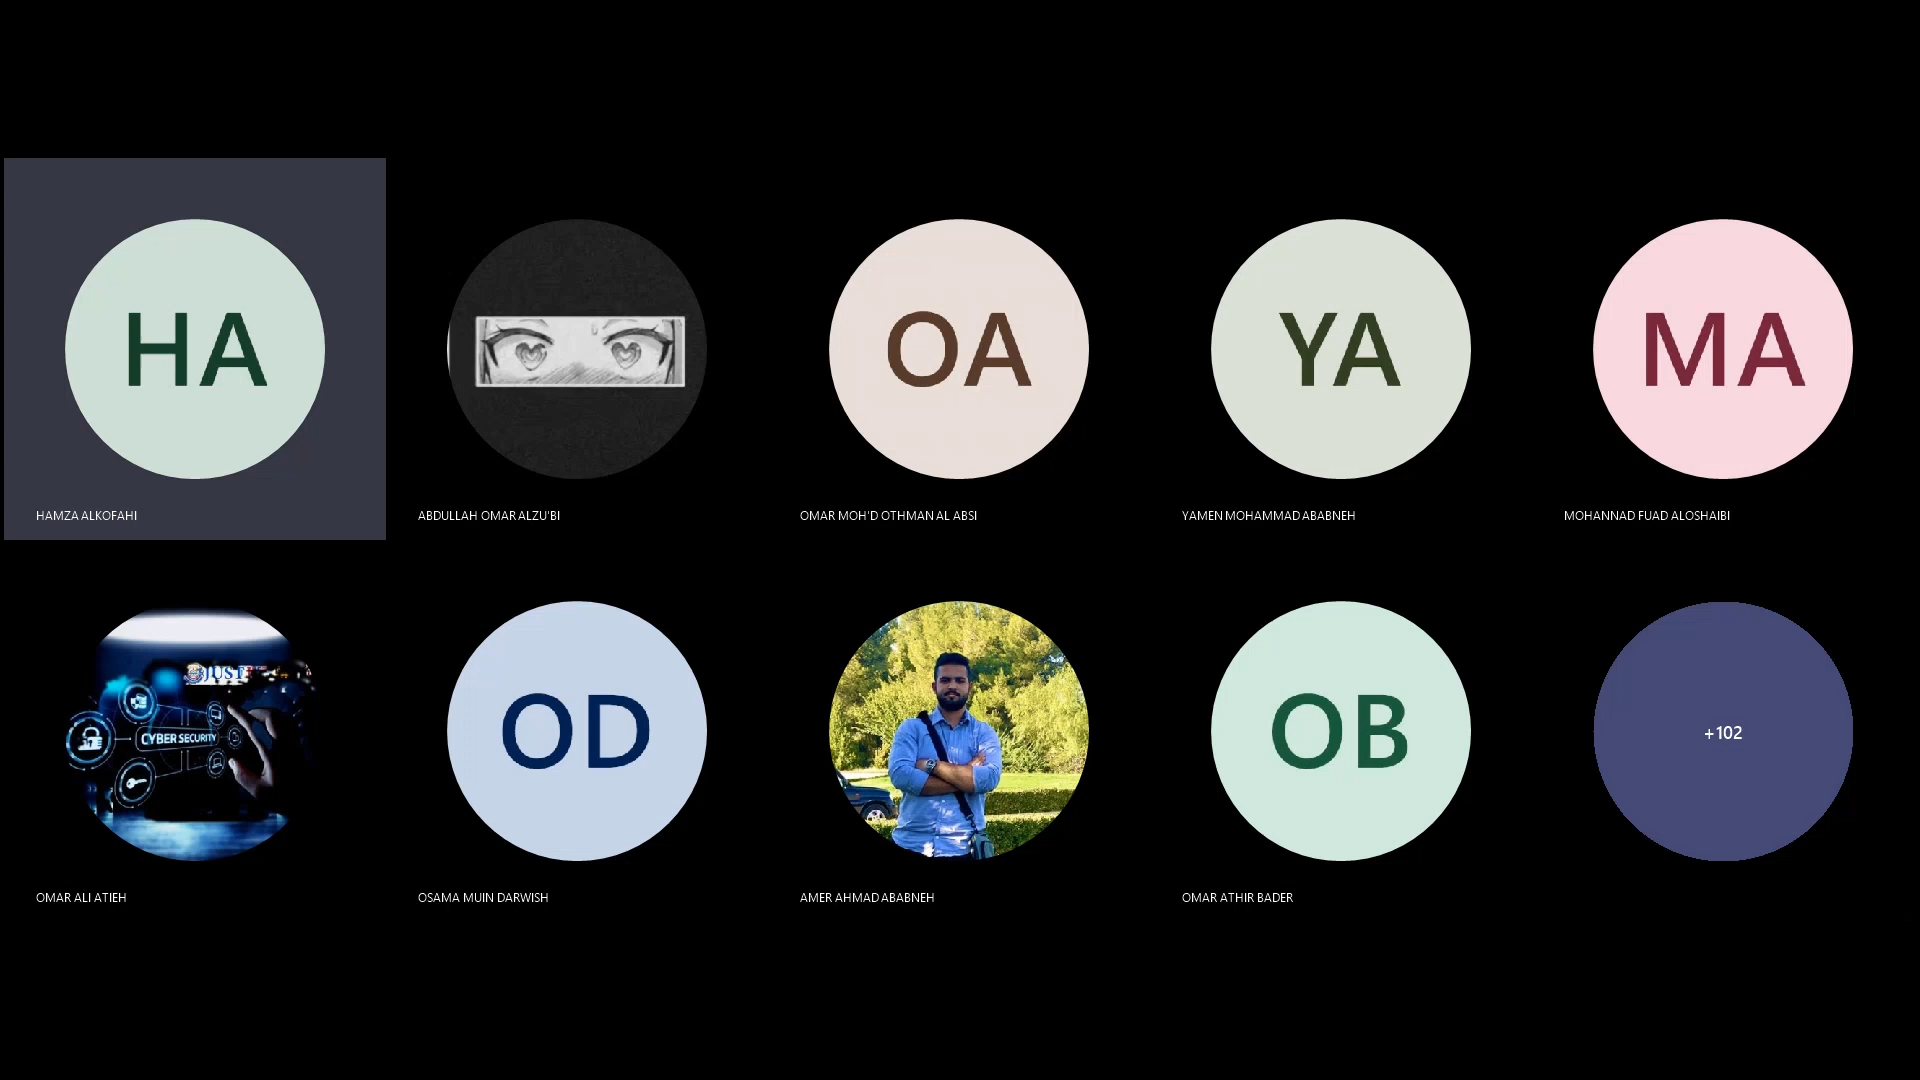 HA
OA
YA
MA
HAMZA ALKOFAHI
ABDULLAH OMAR ALZU'BI
OMAR MOH'D OTHMAN AL ABSI
YAMEN MOHAMMAD ABABNEH
MOHANNAD FUAD ALOSHAIBI
JUST
CYBER SECURITY
OD
OB
+102
OMAR ALI ATIEH
OSAMA MUIN DARWISH
AMER AHMAD ABABNEH
OMAR ATHIR BADER